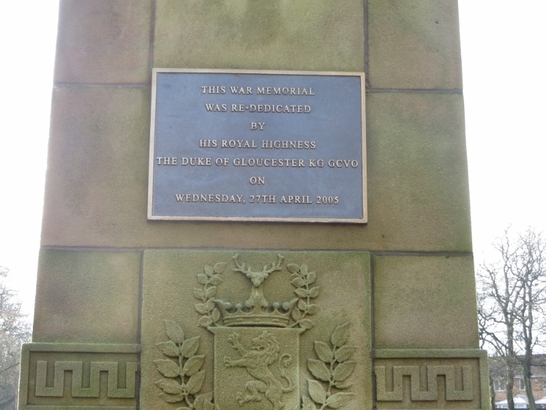 THIS WAR MEMORIAL
WAS RE-DEDICATED
BY
HIS ROYAL HIGHNESS
THE DUKE OF GLOUCESTER KG GCVO
ON
WEDNESDAY, 27TH APRIL 2005